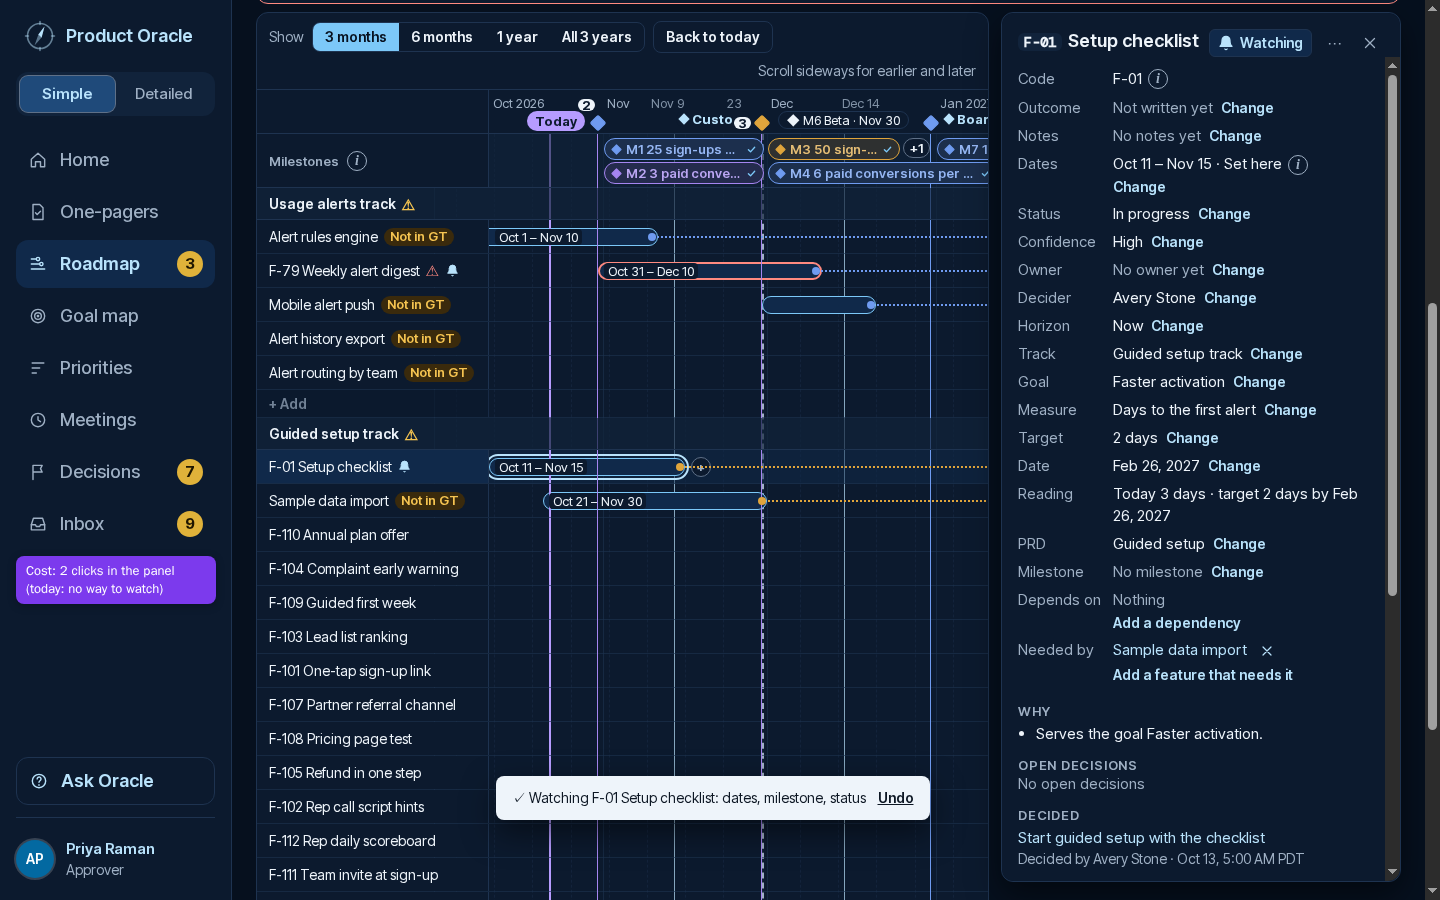 Product Oracle
Simple
Detailed
Home
One-pagers
Roadmap
3
Goal map
Priorities
Meetings
Decisions
7
Inbox
9
Cost: 2 clicks in the panel
(today: no way to watch)
Ask Oracle
AP
Priya Raman
Approver
Show
3 months
6 months
1 year
All 3 years
Back to today
Scroll sideways for earlier and later
Oct 2026
2
Nov
Nov 9
23
Dec
Dec 14
Jan 2027
Today
Custo
3
M6 Beta · Nov 30
Boar
Milestones
i
M1 25 sign-ups ...
M3 50 sign-...
+1
M7 1
M2 3 paid conve...
M4 6 paid conversions per ...
Usage alerts track
Alert rules engine
Not in GT
Oct 1 – Nov 10
F-79 Weekly alert digest
Oct 31 – Dec 10
Mobile alert push
Not in GT
Alert history export
Not in GT
Alert routing by team
Not in GT
+ Add
Guided setup track
F-01 Setup checklist
Oct 11 – Nov 15
Sample data import
Not in GT
Oct 21 – Nov 30
F-110 Annual plan offer
F-104 Complaint early warning
F-109 Guided first week
F-103 Lead list ranking
F-101 One-tap sign-up link
F-107 Partner referral channel
F-108 Pricing page test
F-105 Refund in one step
F-102 Rep call script hints
F-112 Rep daily scoreboard
F-111 Team invite at sign-up
✓ Watching F-01 Setup checklist: dates, milestone, status Undo
F-01 Setup checklist
Watching
...
Code F-01 i
Outcome Not written yet Change
Notes No notes yet Change
Dates Oct 11 – Nov 15 · Set here i
Change
Status In progress Change
Confidence High Change
Owner No owner yet Change
Decider Avery Stone Change
Horizon Now Change
Track Guided setup track Change
Goal Faster activation Change
Measure Days to the first alert Change
Target 2 days Change
Date Feb 26, 2027 Change
Reading Today 3 days · target 2 days by Feb
26, 2027
PRD Guided setup Change
Milestone No milestone Change
Depends on Nothing
Add a dependency
Needed by Sample data import
Add a feature that needs it
WHY
• Serves the goal Faster activation.
OPEN DECISIONS
No open decisions
DECIDED
Start guided setup with the checklist
Decided by Avery Stone · Oct 13, 5:00 AM PDT